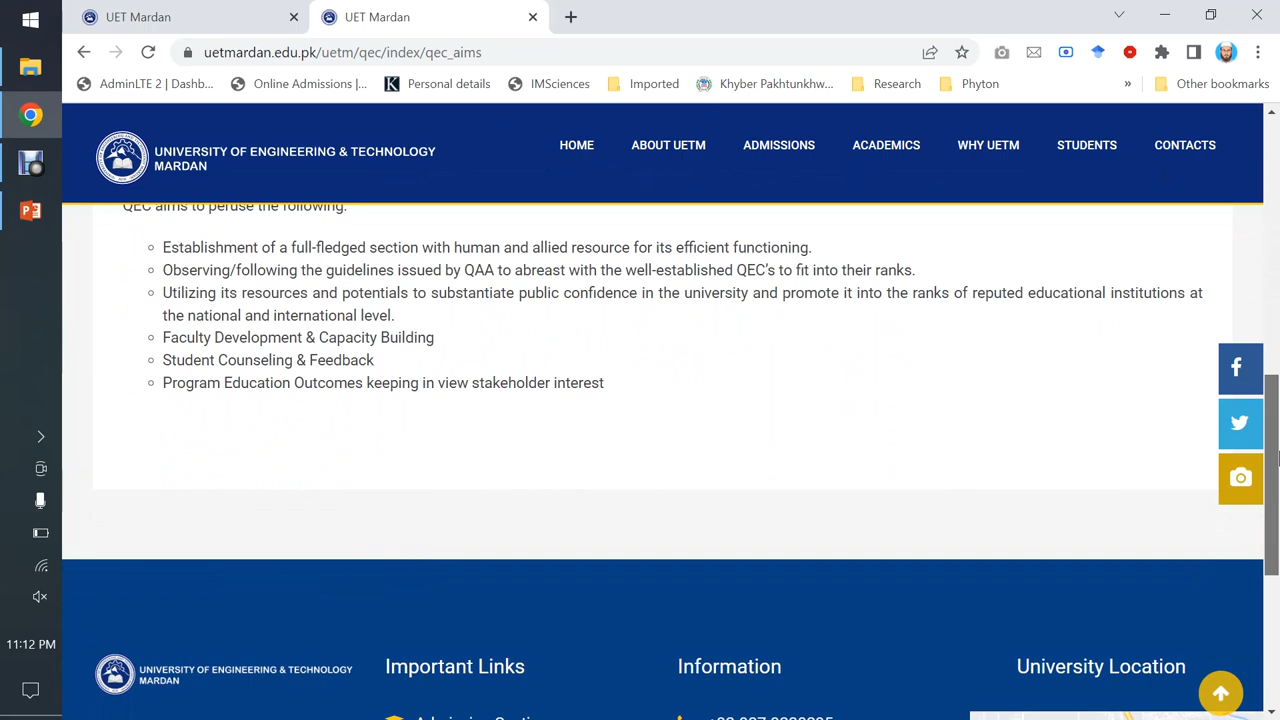 UET Mardan
UET Mardan
uetmardan.edu.pk/uetm/qec/index/qec_aims
AdminLTE 2 | Dashb...
Online Admissions |...
Personal details
IMSciences
Imported
Khyber Pakhtunkhw...
Research
Phyton
»
Other bookmarks
UNIVERSITY OF ENGINEERING & TECHNOLOGY
MARDAN
HOME
ABOUT UETM
ADMISSIONS
ACADEMICS
WHY UETM
STUDENTS
CONTACTS
QEC aims to peruse the following:
Establishment of a full-fledged section with human and allied resource for its efficient functioning.
Observing/following the guidelines issued by QAA to abreast with the well-established QEC's to fit into their ranks.
Utilizing its resources and potentials to substantiate public confidence in the university and promote it into the ranks of reputed educational institutions at
the national and international level.
Faculty Development & Capacity Building
Student Counseling & Feedback
Program Education Outcomes keeping in view stakeholder interest
11:12 PM
UNIVERSITY OF ENGINEERING & TECHNOLOGY
MARDAN
Important Links
Information
University Location